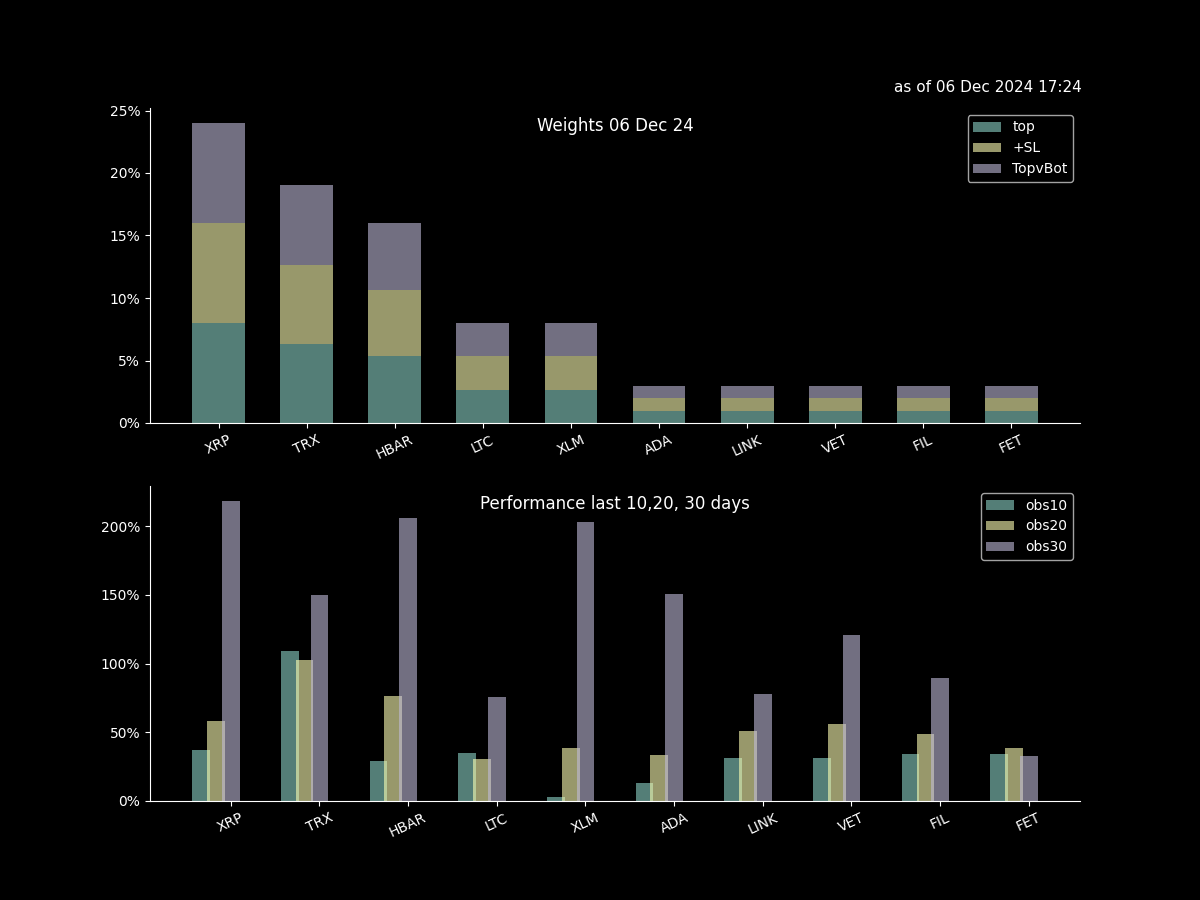 as of 06 Dec 2024 17:24
Weights 06 Dec 24
25%
20%
15%
10%
5%
0%
top
+SL
TopvBot
XRP TRX HBAR LTC XLM ADA LINK VET FIL FET
Performance last 10,20, 30 days
200%
150%
100%
50%
0%
obs10
obs20
obs30
XRP TRX HBAR LTC XLM ADA LINK VET FIL FET